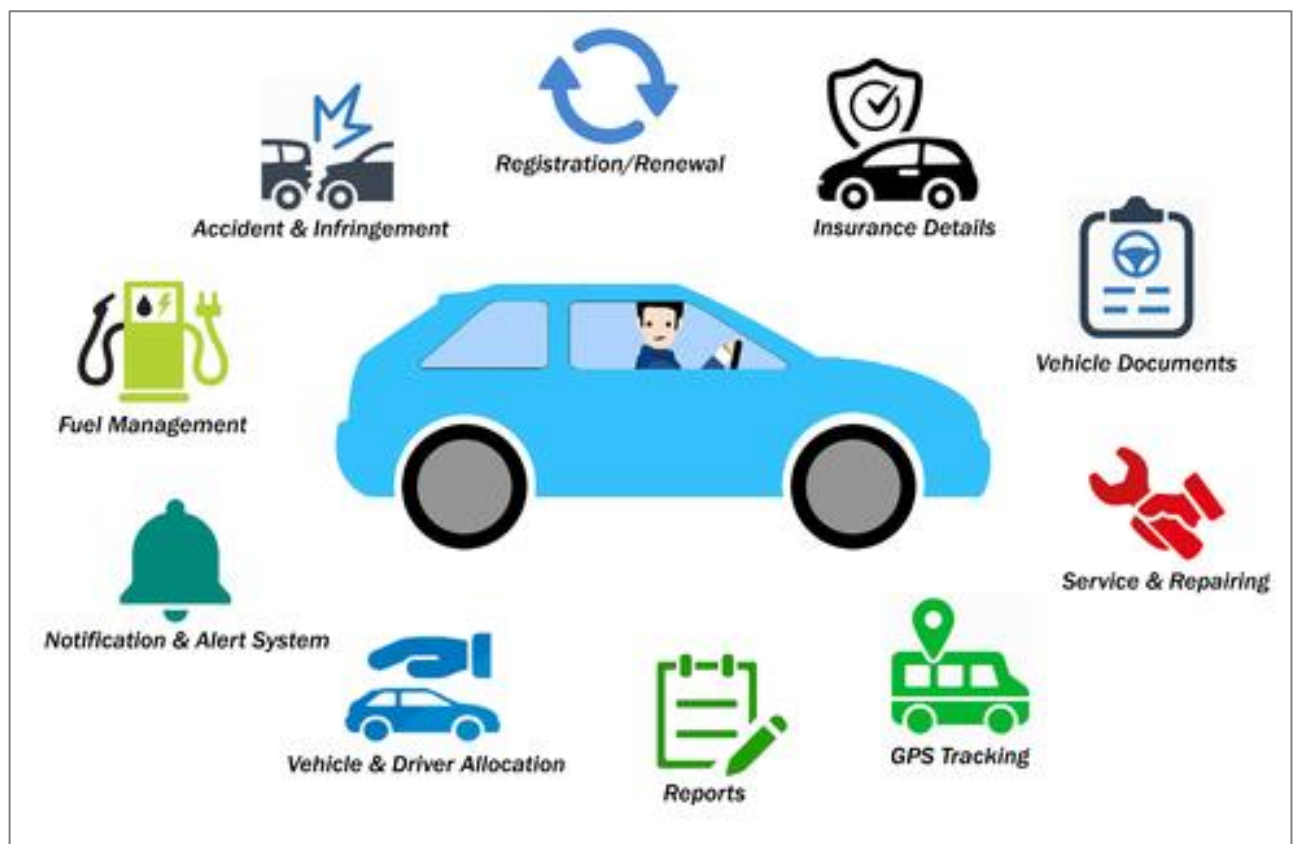 Registration/Renewal
Accident & Infringement
Insurance Details
Vehicle Documents
Fuel Management
Service & Repairing
Notification & Alert System
GPS Tracking
Vehicle & Driver Allocation
Reports